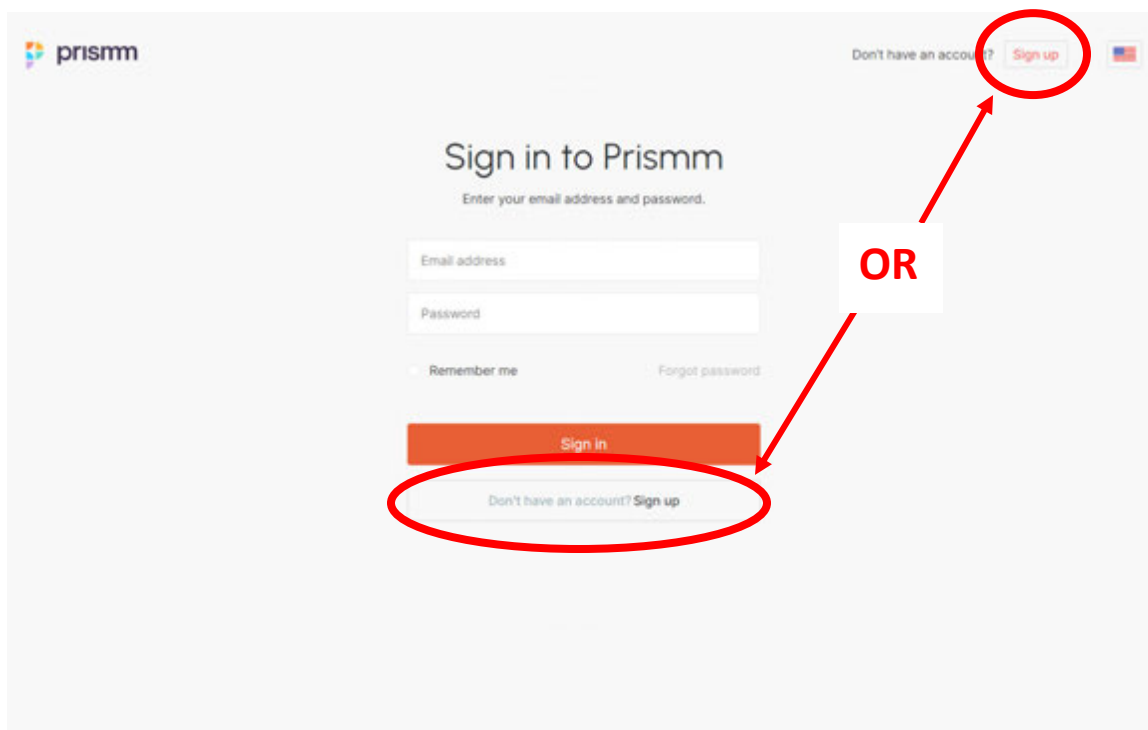 prismm
Don't have an account? Sign up
Sign in to Prismm
Enter your email address and password.
Email address
OR
Password
Remember me
Forgot password
Sign in
Don't have an account? Sign up